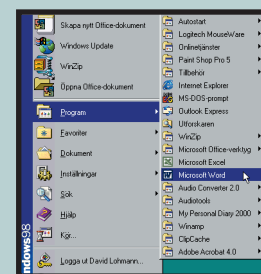 Skapa nytt Office-dokument
Windows Update
WinZip
Öppna Office-dokument
Program
Favoriter
Dokument
Inställningar
Sök
Hjälp
Kör...
Logga ut David Lohmann...
dows98
Autostart
Logitech MouseWare
Onlinetjänster
Paint Shop Pro 5
Tillbehör
Internet Explorer
MS-DOS-prompt
Outlook Express
Utforskaren
WinZip
Microsoft Office-verktyg
Microsoft Excel
Microsoft Word
Audio Converter 2.0
Audiotools
My Personal Diary 2000
Winamp
ClipCache
Adobe Acrobat 4.0